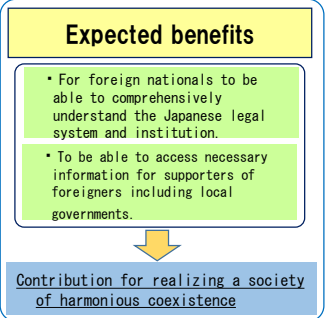 Expected benefits
・For foreign nationals to be
able to comprehensively
understand the Japanese legal
system and institution.
・To be able to access necessary
information for supporters of
foreigners including local
governments.
Contribution for realizing a society
of harmonious coexistence